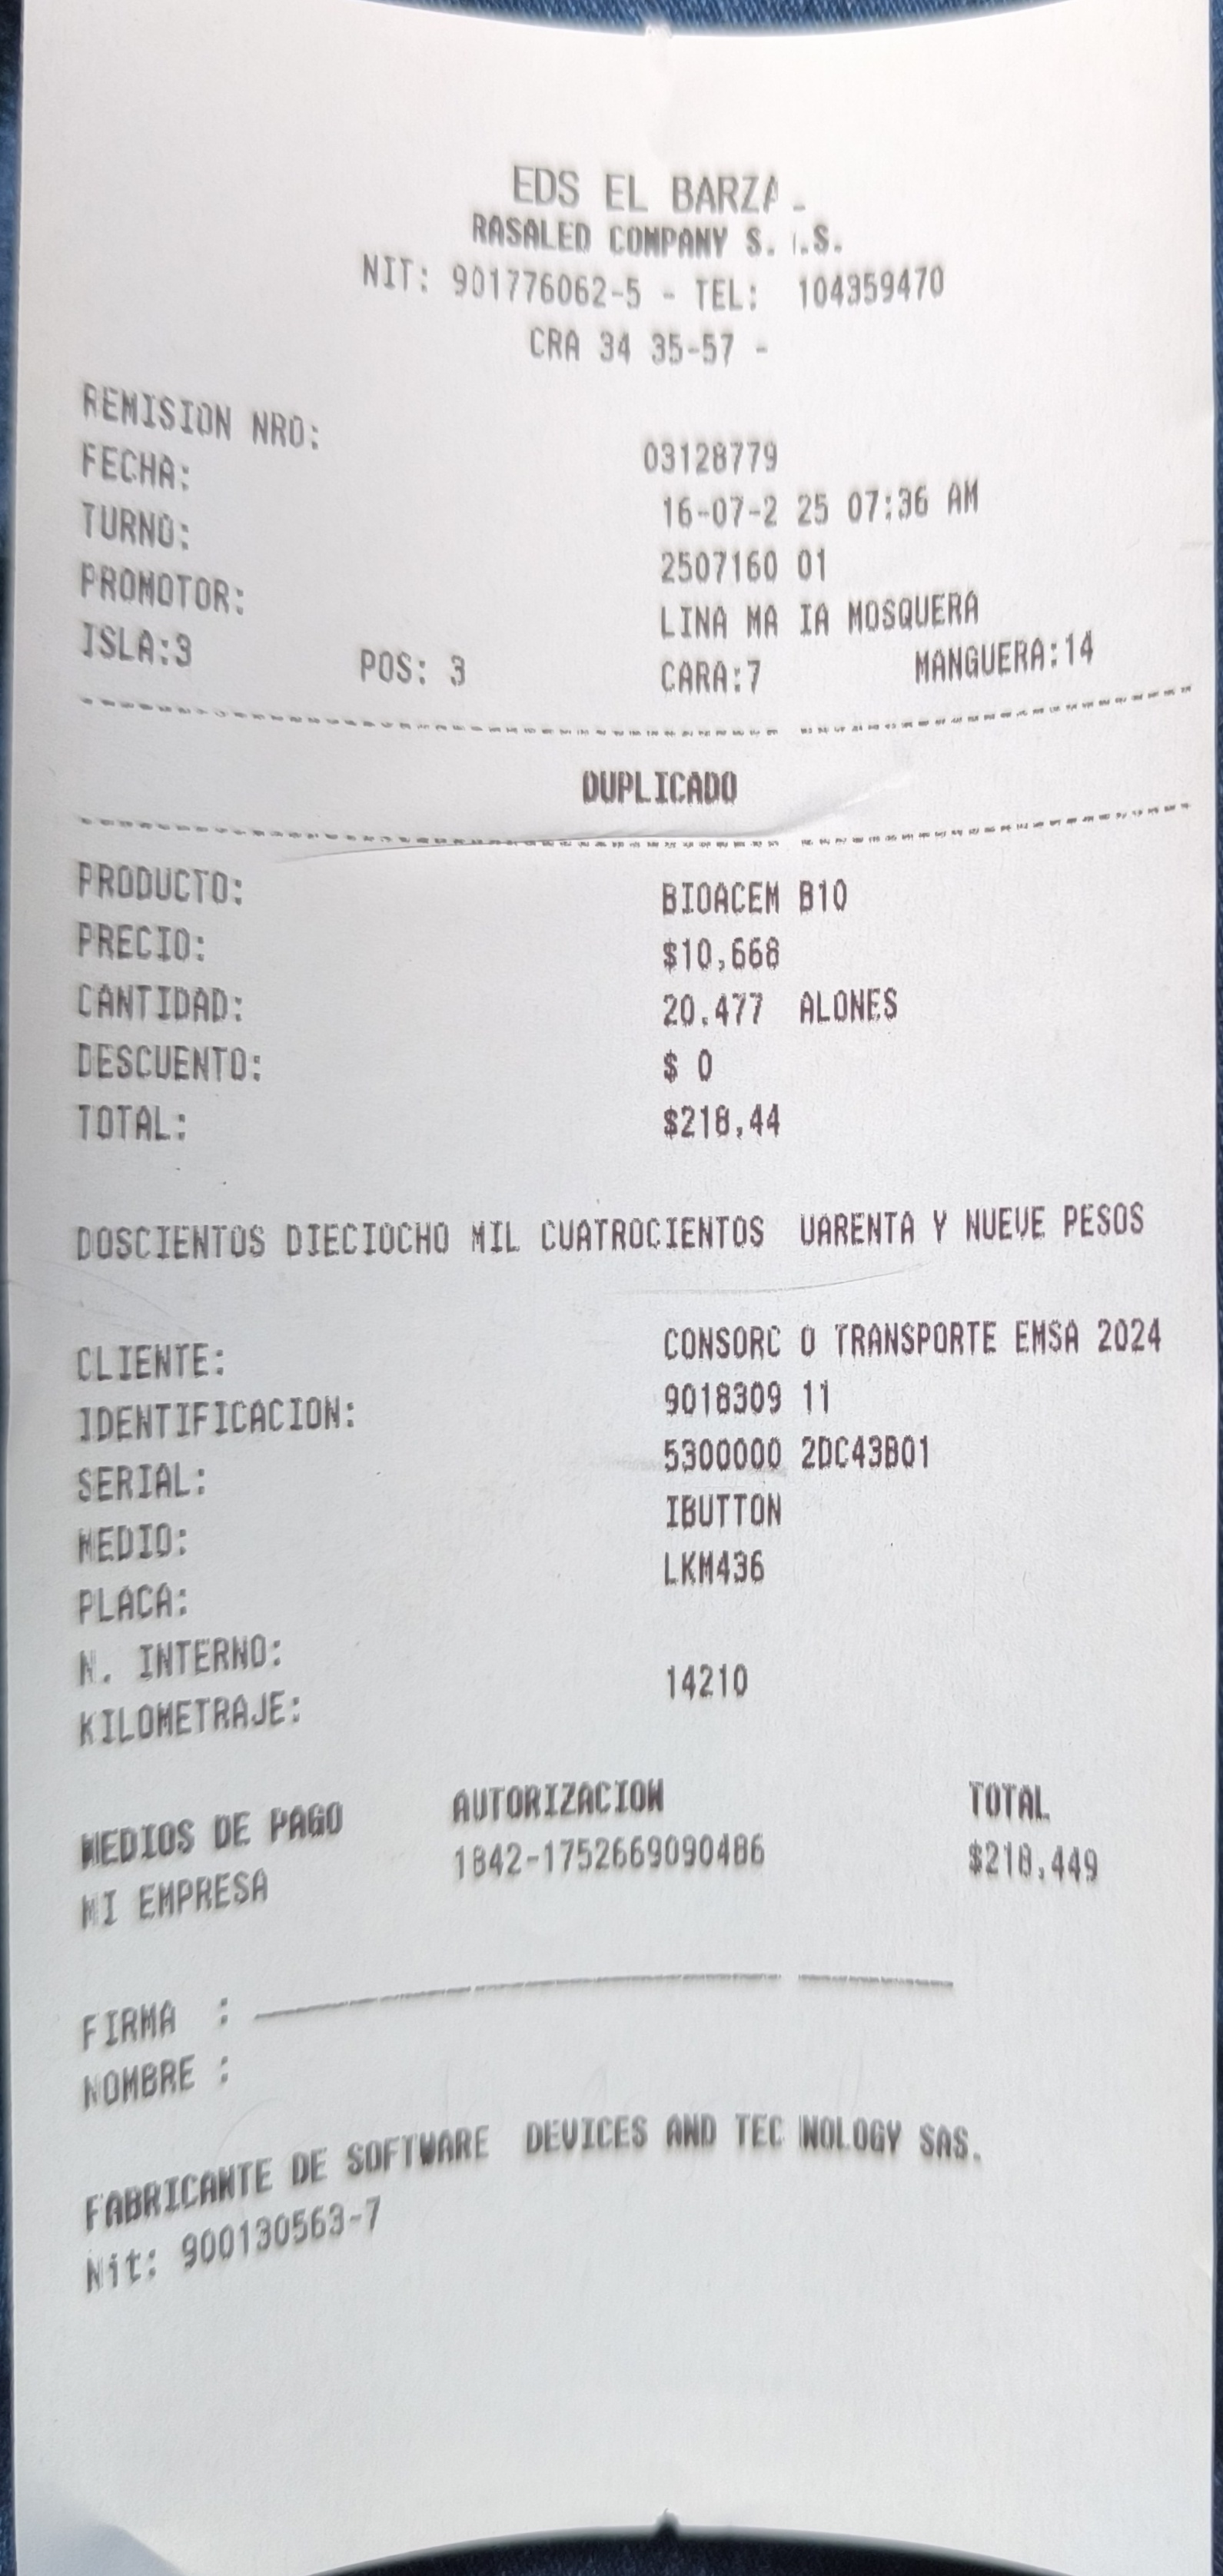 EDS EL BARZA
RASALED COMPANY S. .S.
NIT: 901776062-5 - TEL: 104359470
CRA 34 35-57 -
REMISION NRO: 03128779
FECHA: 16-07-2 25 07:36 AM
TURNO: 2507160 01
PROMOTOR: LINA MA IA MOSQUERA
ISLA:3 POS: 3 CARA:7 MANGUERA:14
DUPLICADO
PRODUCTO: BIOACEM B10
PRECIO: $10,668
CANTIDAD: 20.477 ALONES
DESCUENTO: $ 0
TOTAL: $218,44
DOSCIENTOS DIECIOCHO MIL CUATROCIENTOS UARENTA Y NUEVE PESOS
CLIENTE: CONSORC O TRANSPORTE EMSA 2024
IDENTIFICACION: 9018309 11
SERIAL: 5300000 2DC43B01
MEDIO: IBUTTON
PLACA: LKM436
N. INTERNO:
KILOMETRAJE: 14210
MEDIOS DE PAGO AUTORIZACION TOTAL
MI EMPRESA 1842-1752669090486 $218,449
FIRMA :
NOMBRE :
FABRICANTE DE SOFTWARE DEVICES AND TEC NOLOGY SAS.
Nit: 900130563-7